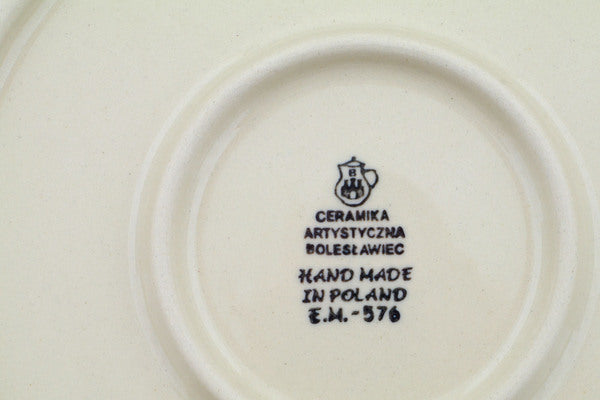 B
CERAMIKA
ARTYSTYCZNA
BOLESŁAWIEC
HAND MADE
IN POLAND
E.M.-576